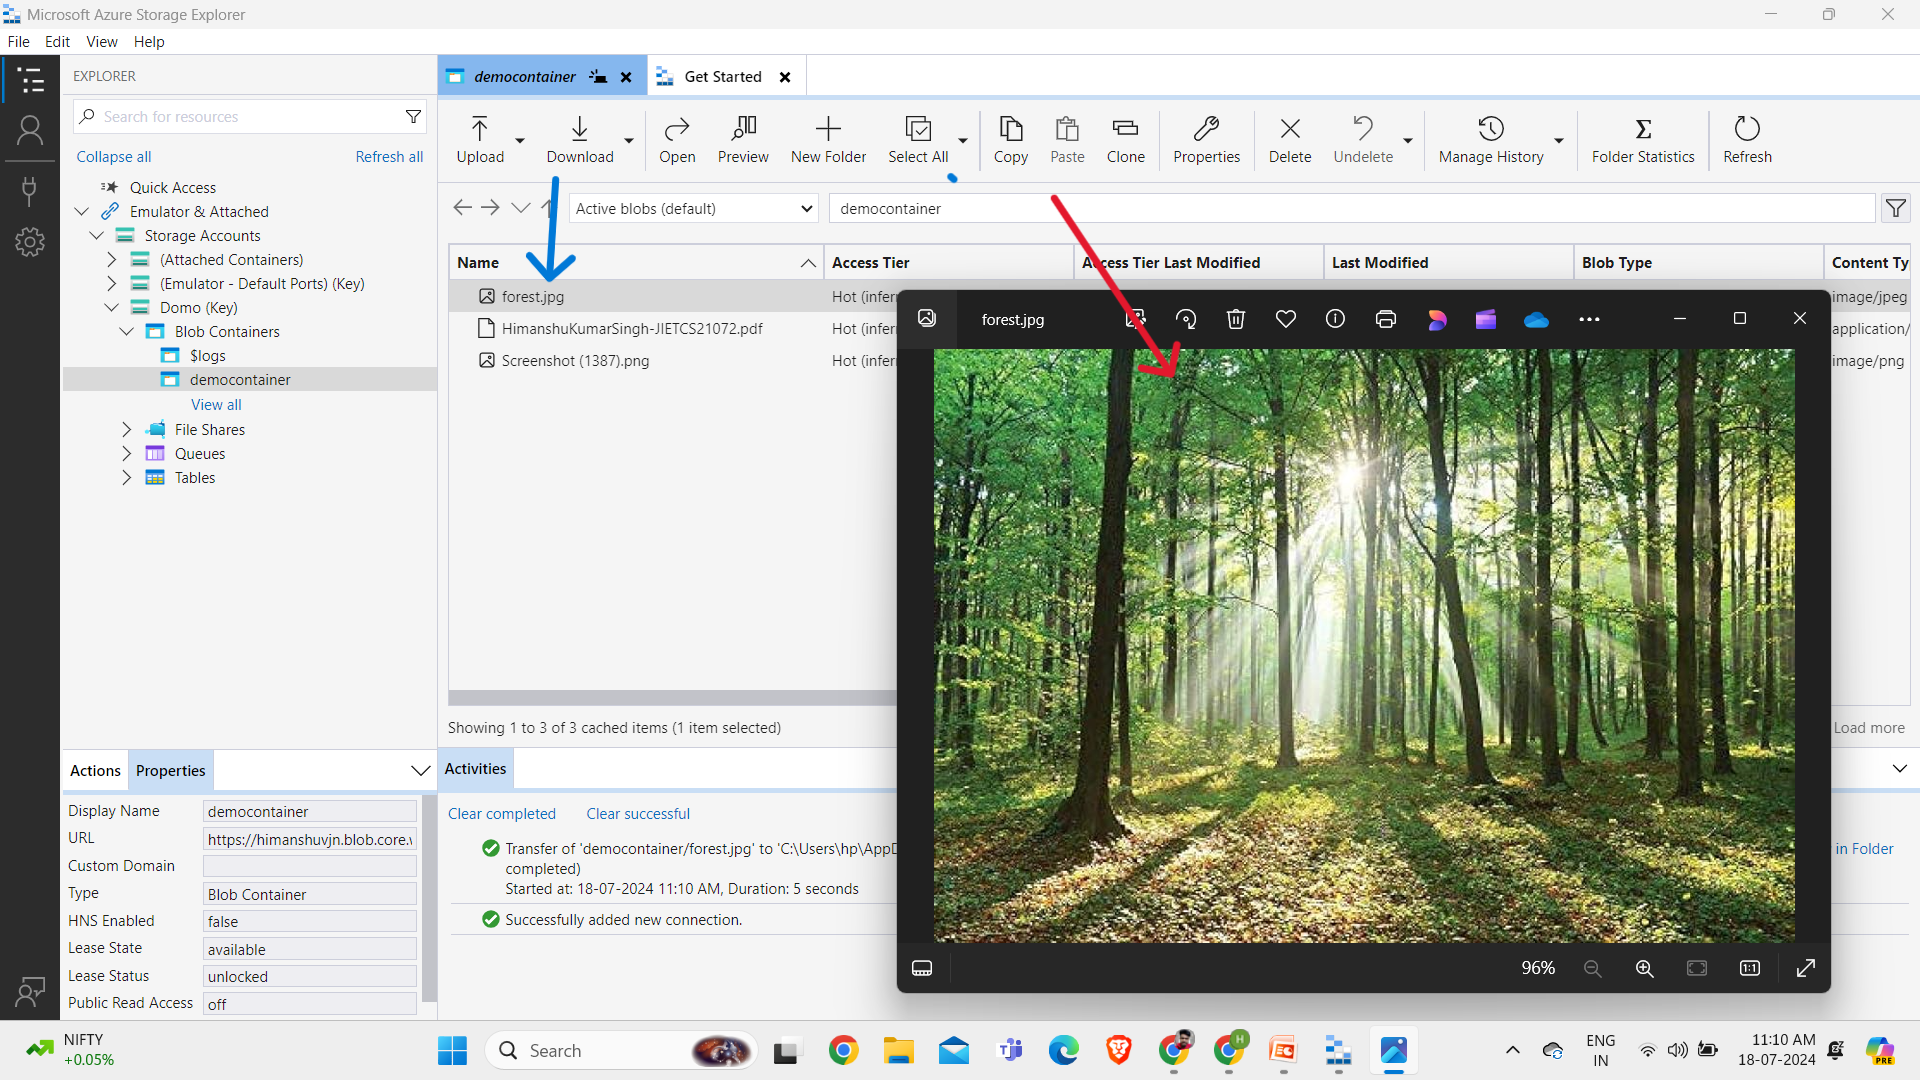 Microsoft Azure Storage Explorer
File Edit View Help
EXPLORER
Search for resources
Collapse all Refresh all
Quick Access
Emulator & Attached
Storage Accounts
(Attached Containers)
(Emulator - Default Ports) (Key)
Domo (Key)
Blob Containers
$logs
democontainer
View all
File Shares
Queues
Tables
Actions Properties
Display Name democontainer
URL https://himanshuvjn.blob.core.
Custom Domain
Type Blob Container
HNS Enabled false
Lease State available
Lease Status unlocked
Public Read Access off
democontainer Get Started
Upload Download Open Preview New Folder Select All Copy Paste Clone Properties Delete Undelete Manage History Folder Statistics Refresh
Active blobs (default) democontainer
Name Access Tier Access Tier Last Modified Last Modified Blob Type Content Ty
forest.jpg Hot (infer image/jpeg
HimanshuKumarSingh-JIETCS21072.pdf Hot (infer application/
Screenshot (1387).png Hot (infer image/png
Showing 1 to 3 of 3 cached items (1 item selected) Load more
Activities
Clear completed Clear successful
Transfer of 'democontainer/forest.jpg' to 'C:\Users\hp\AppD in Folder
completed)
Started at: 18-07-2024 11:10 AM, Duration: 5 seconds
Successfully added new connection.
forest.jpg
96%
1:1
NIFTY
+0.05%
Search
H
ENG
IN
11:10 AM
18-07-2024
PRE